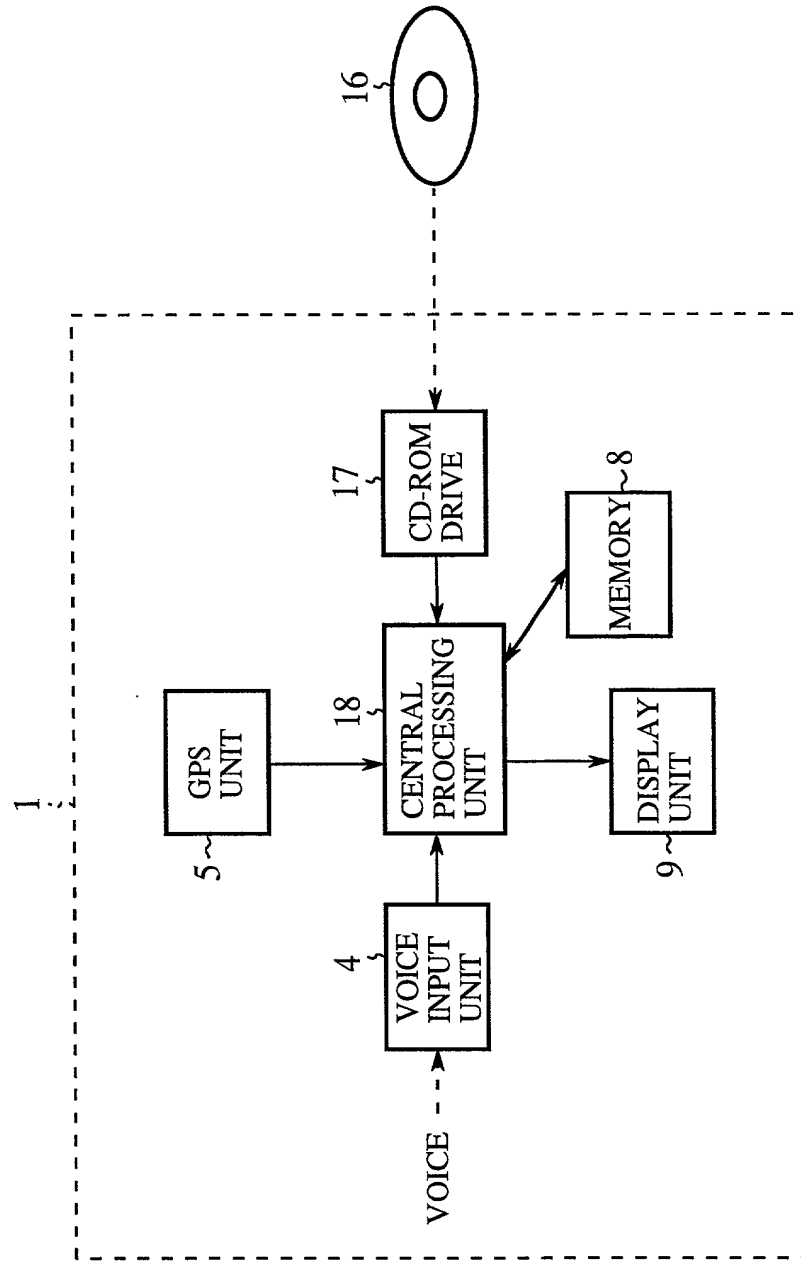 1
5
GPS
UNIT
VOICE
4
VOICE
INPUT
UNIT
18
CENTRAL
PROCESSING
UNIT
17
CD-ROM
DRIVE
16
9
DISPLAY
UNIT
MEMORY
8